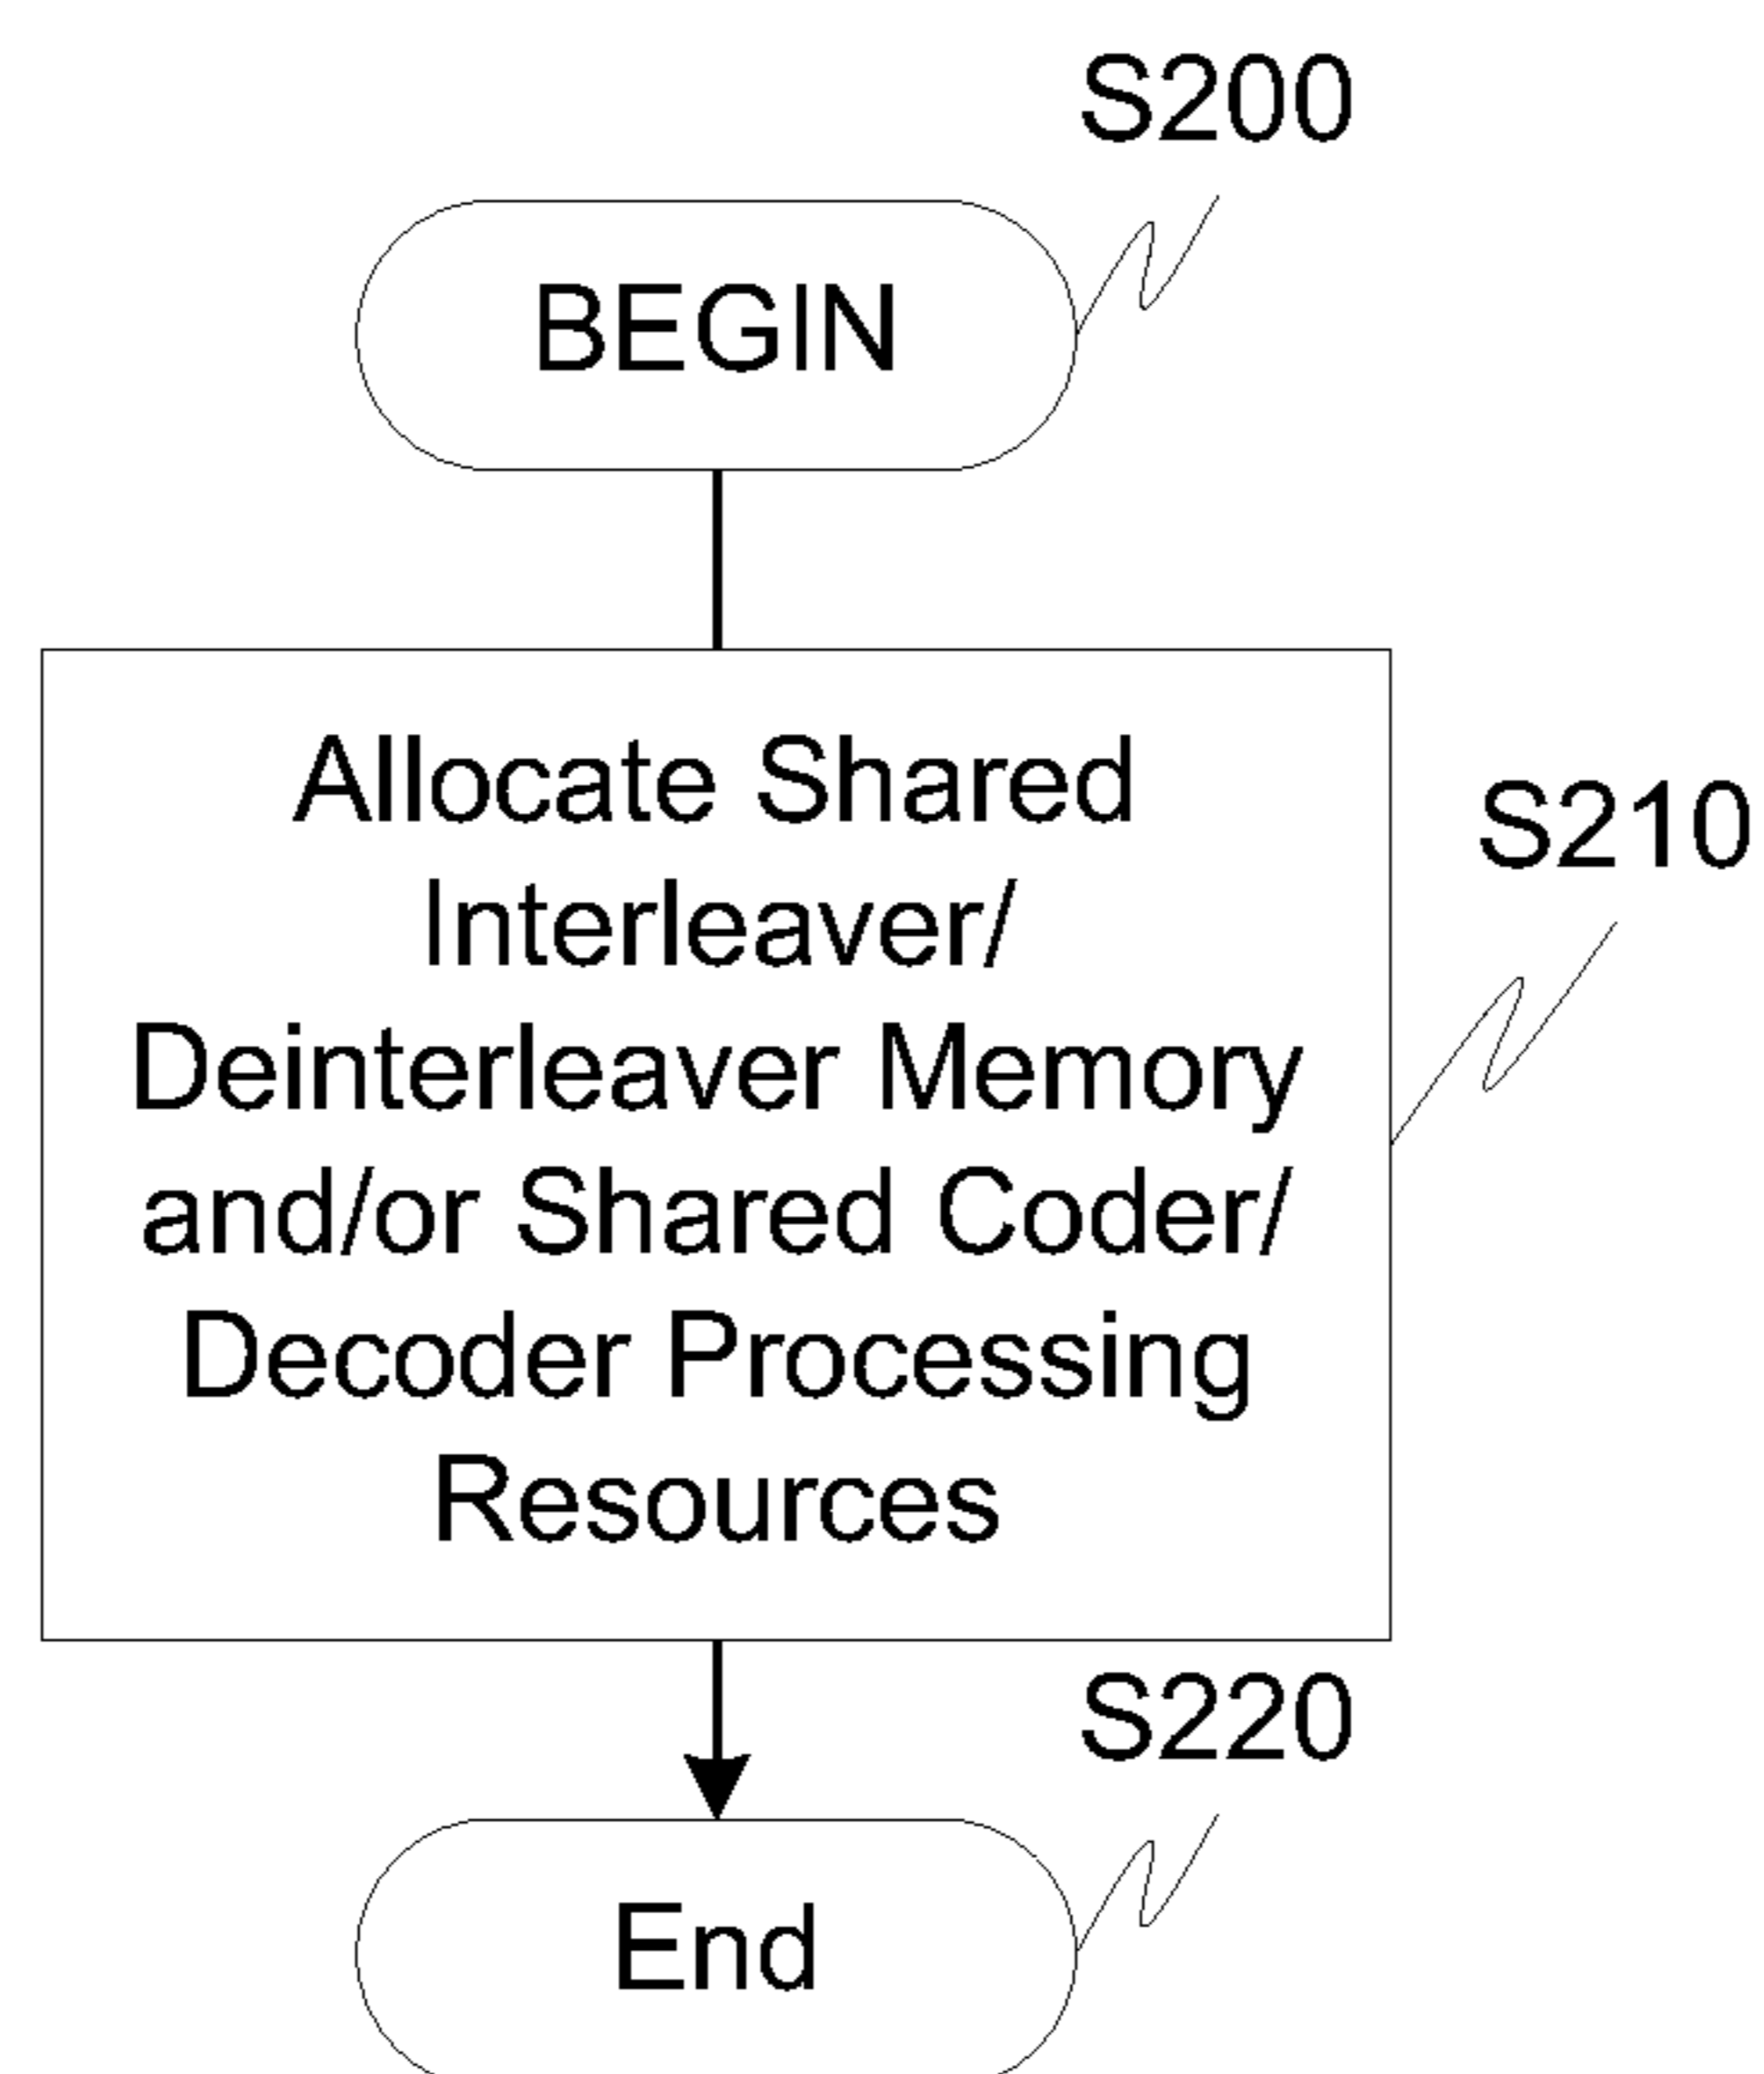 S200
BEGIN
Allocate Shared
Interleaver/
S210
Deinterleaver Memory
and/or Shared Coder/
Decoder Processing
Resources
S220
End